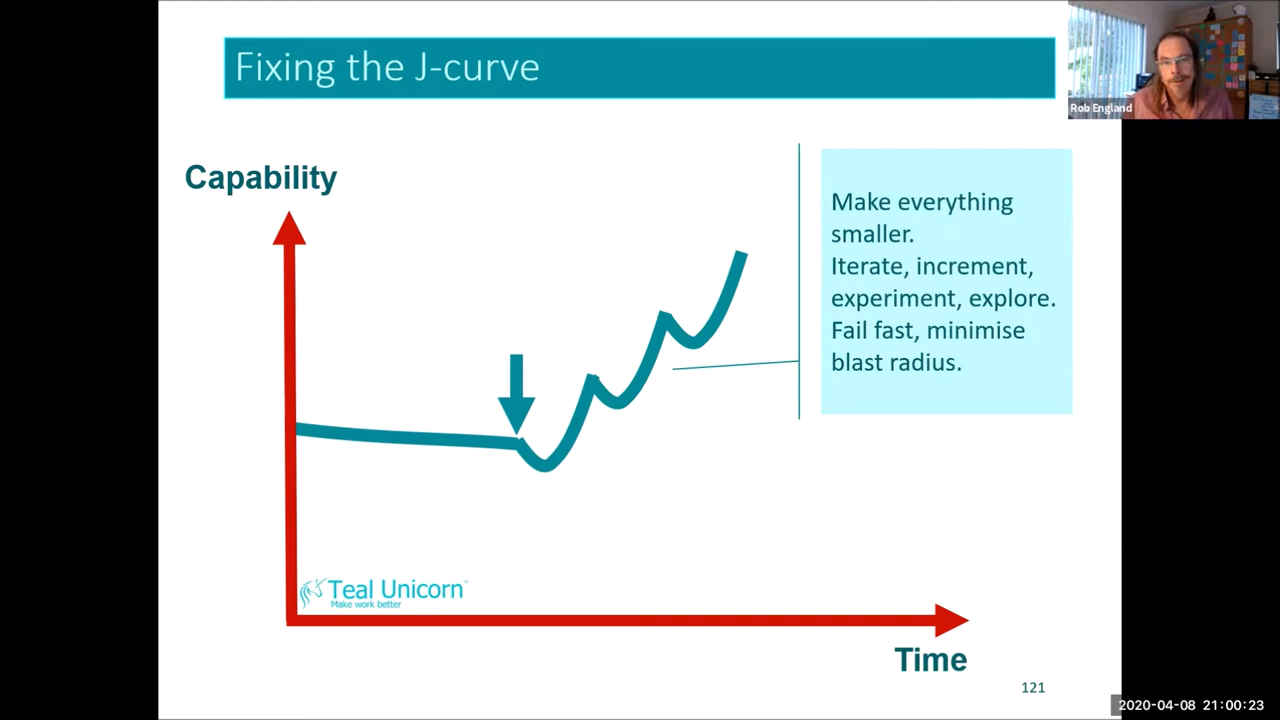 Fixing the J-curve
Rob England
Capability
Make everything
smaller.
Iterate, increment,
experiment, explore.
Fail fast, minimise
blast radius.
Teal Unicorn™
Make work better
Time
121
2020-04-08 21:00:23